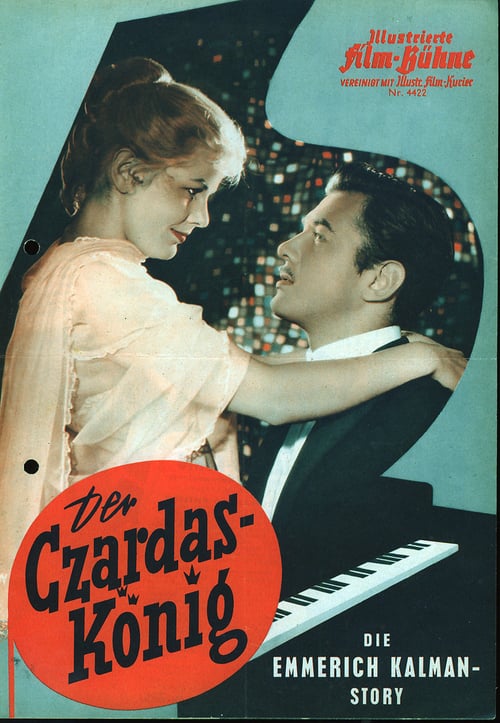 Illustrierte
Film-Bühne
VEREINIGT MIT Illustr. Film-Kurier
Nr. 4422
Der
Czardas-
König
DIE
EMMERICH KALMAN-
STORY